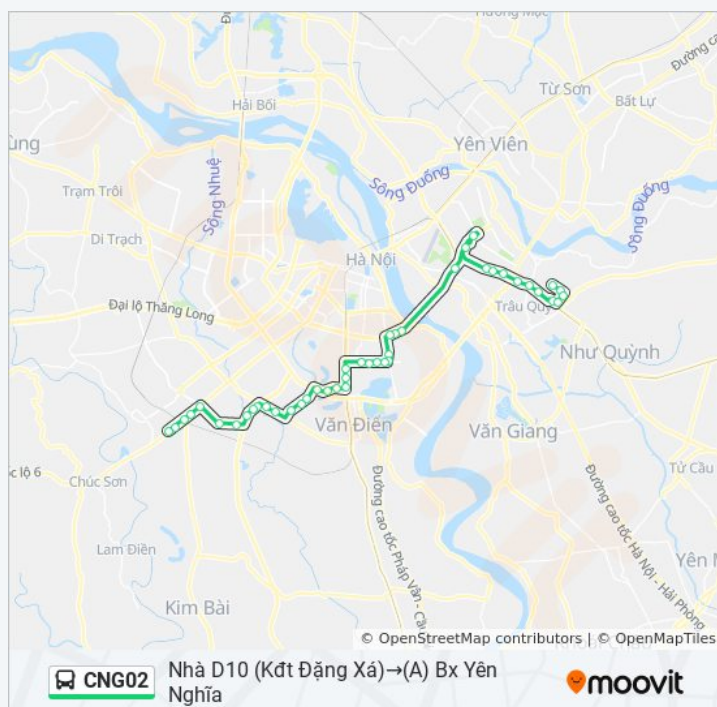 Hương Mạc
Đường cao
Từ Sơn
Bất Lự
Hải Bối
ùng
Yên Viên
Sông Nhuệ
Sông Đuống
Trạm Trôi
Di Trạch
Sông Đuống
Hà Nội
Đại lộ Thăng Long
Trâu Quỳ
Như Quỳnh
Văn Điển
Văn Giang
ốc lộ 6
Chúc Sơn
Từ Cầu
Đường cao tốc Pháp Vân - Cầu
Đường cao tốc Hà Nội - Hải Phòng
Lam Điền
Yên M
Kim Bài
© OpenStreetMap contributors | © OpenMapTiles
CNG02
Nhà D10 (Kđt Đặng Xá)→(A) Bx Yên
Nghĩa
moovit